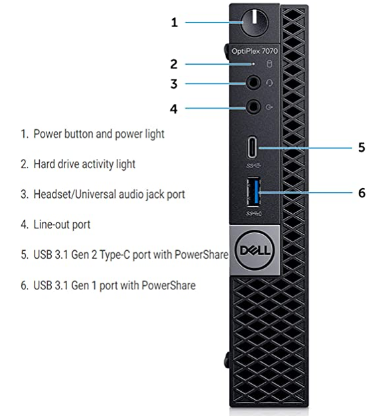 1
OptiPlex 7070
2
3
4
5
6
DELL
1. Power button and power light
2. Hard drive activity light
3. Headset/Universal audio jack port
4. Line-out port
5. USB 3.1 Gen 2 Type-C port with PowerShare
6. USB 3.1 Gen 1 port with PowerShare